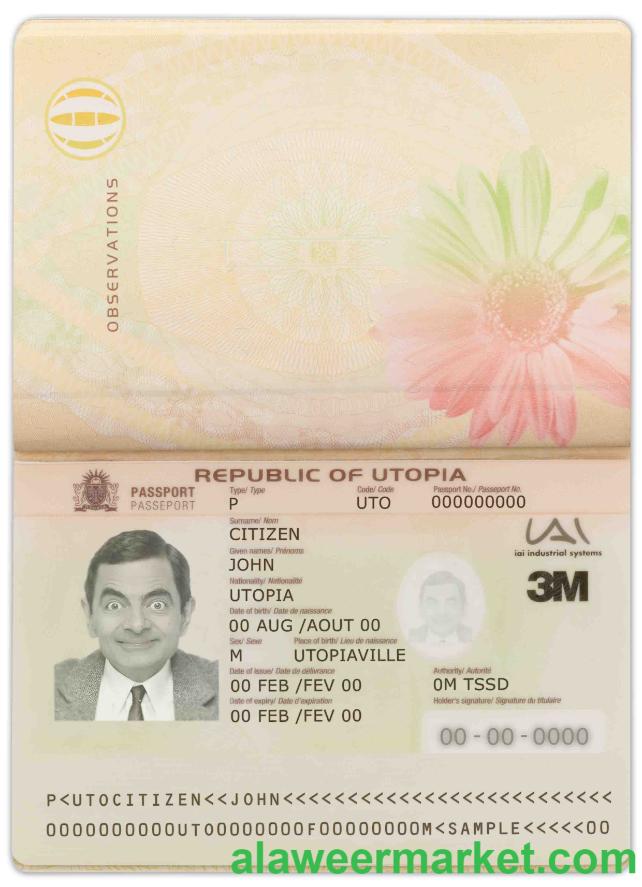 OBSERVATIONS
REPUBLIC OF UTOPIA
PASSPORT
PASSEPORT
Type/ Type
P
Code/ Code
UTO
Passport No./ Passeport No.
000000000
Surname/ Nom
CITIZEN
Given names/ Prénoms
JOHN
Nationality/ Nationalité
UTOPIA
Date of birth/ Date de naissance
00 AUG /AOUT 00
Sex/ Sexe
M
Place of birth/ Lieu de naissance
UTOPIAVILLE
Date of issue/ Date de délivrance
00 FEB /FEV 00
Authority/ Autorité
0M TSSD
Date of expiry/ Date d'expiration
00 FEB /FEV 00
Holder's signature/ Signature du titulaire
00 - 00 - 0000
IAI
iai industrial systems
3M
P<UTOCITIZEN<<JOHN<<<<<<<<<<<<<<<<<<<<<<<<<<
0000000000UTO0000000F00000000M<SAMPLE<<<<<00
alaweermarket.com